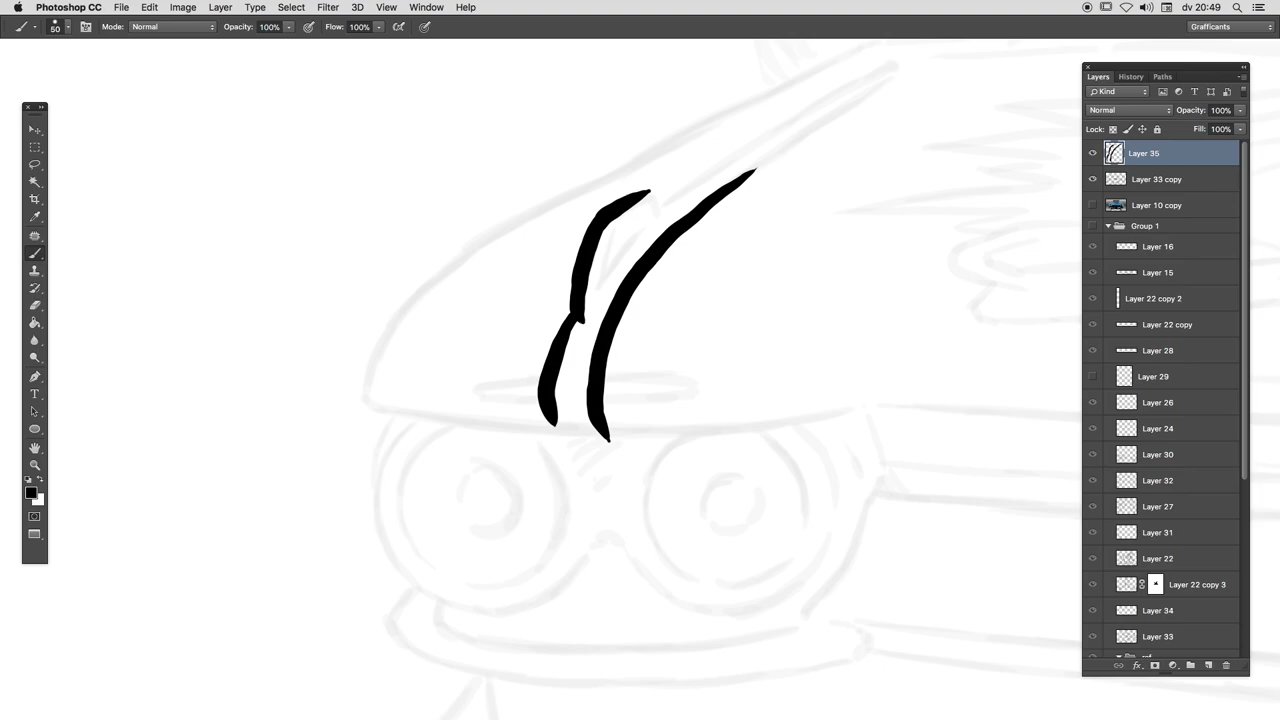 Photoshop CC File Edit Image Layer Type Select Filter 3D View Window Help dv 20:49
50 Mode: Normal Opacity: 100% Flow: 100% Grafficants
Layers History Paths
Kind
Normal Opacity: 100%
Lock: Fill: 100%
Layer 35
Layer 33 copy
Layer 10 copy
Group 1
Layer 16
Layer 15
Layer 22 copy 2
Layer 22 copy
Layer 28
Layer 29
Layer 26
Layer 24
Layer 30
Layer 32
Layer 27
Layer 31
Layer 22
Layer 22 copy 3
Layer 34
Layer 33